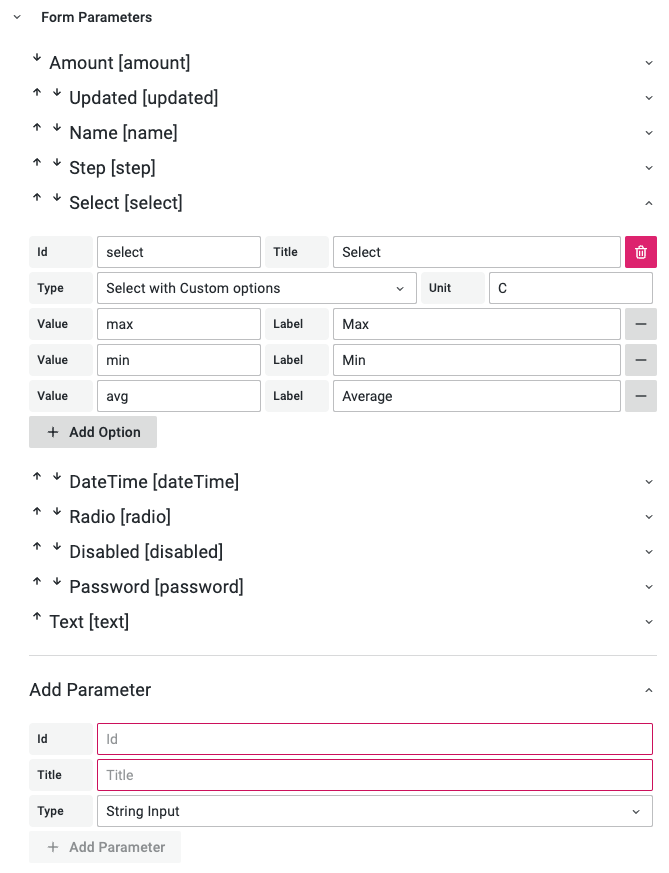 Form Parameters
Amount [amount]
Updated [updated]
Name [name]
Step [step]
Select [select]
Id select Title Select
Type Select with Custom options Unit C
Value max Label Max
Value min Label Min
Value avg Label Average
Add Option
DateTime [dateTime]
Radio [radio]
Disabled [disabled]
Password [password]
Text [text]
Add Parameter
Id Id
Title Title
Type String Input
Add Parameter